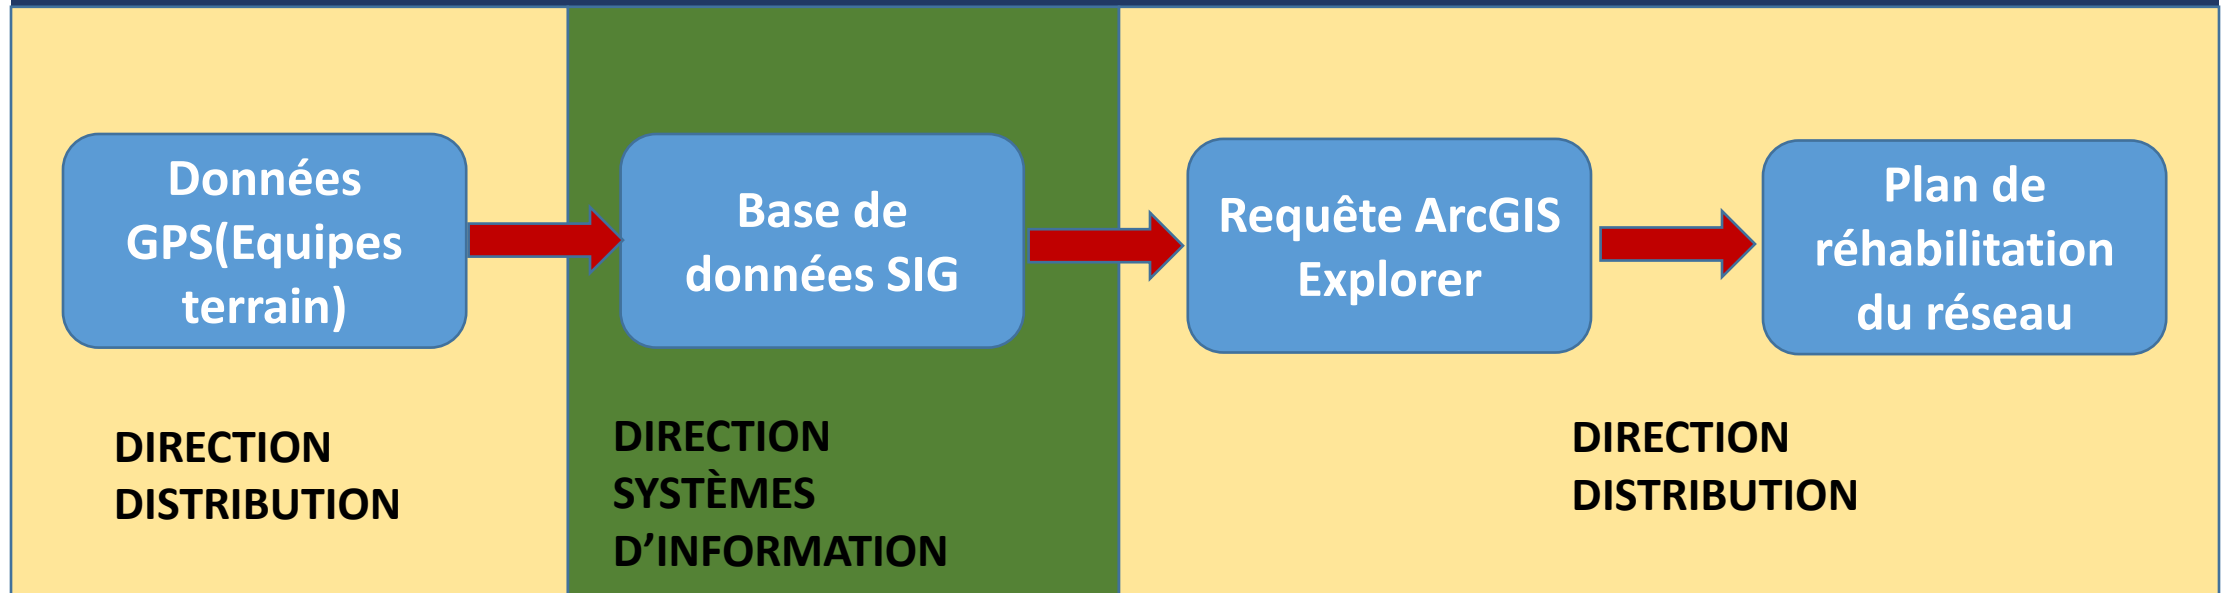 Données
GPS(Equipes
terrain)
Base de
données SIG
Requête ArcGIS
Explorer
Plan de
réhabilitation
du réseau
DIRECTION
DISTRIBUTION
DIRECTION
SYSTÈMES
D’INFORMATION
DIRECTION
DISTRIBUTION